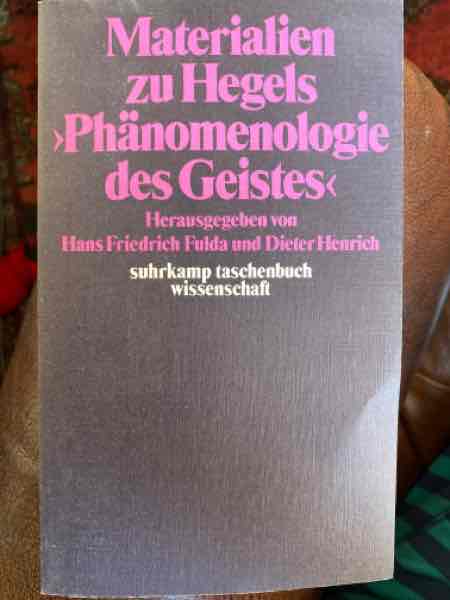 Materialien
zu Hegels
›Phänomenologie
des Geistes‹
Herausgegeben von
Hans Friedrich Fulda und Dieter Henrich
suhrkamp taschenbuch
wissenschaft